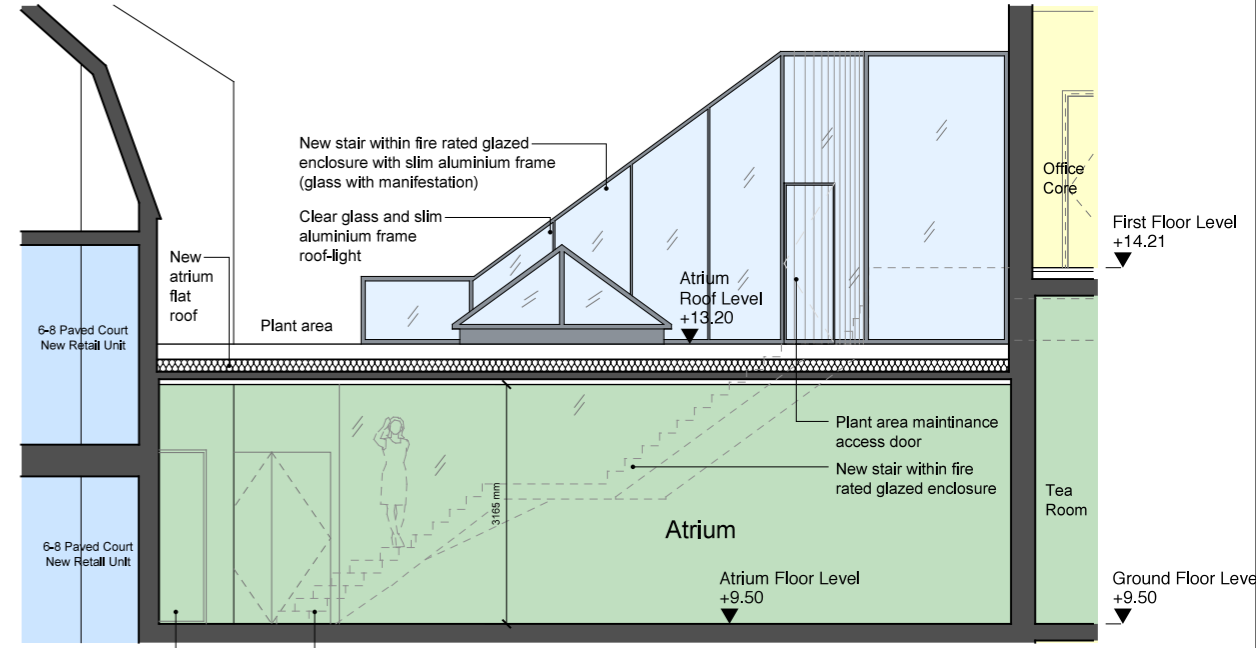 New stair within fire rated glazed
enclosure with slim aluminium frame
(glass with manifestation)
Clear glass and slim
aluminium frame
roof-light
New
atrium
flat
roof
Plant area
Atrium
Roof Level
+13.20
Office
Core
First Floor Level
+14.21
6-8 Paved Court
New Retail Unit
Plant area maintinance
access door
New stair within fire
rated glazed enclosure
3165 mm
Atrium
Tea
Room
6-8 Paved Court
New Retail Unit
Atrium Floor Level
+9.50
Ground Floor Leve
+9.50